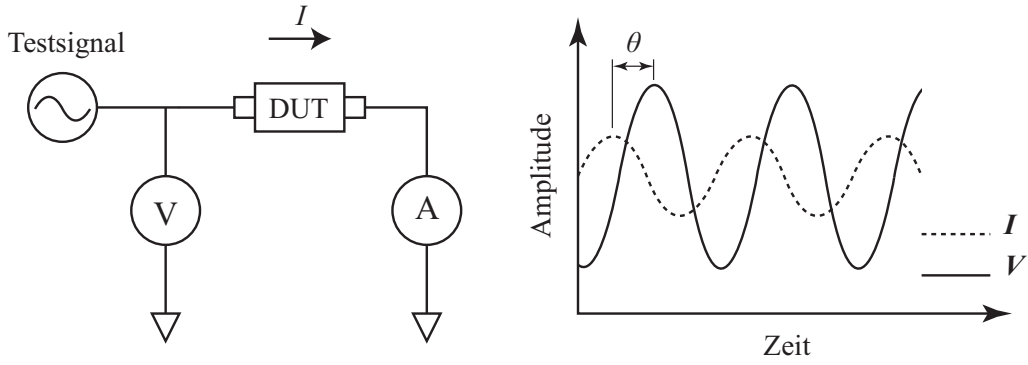 Testsignal
I
DUT
V
A
θ
Amplitude
Zeit
I
V